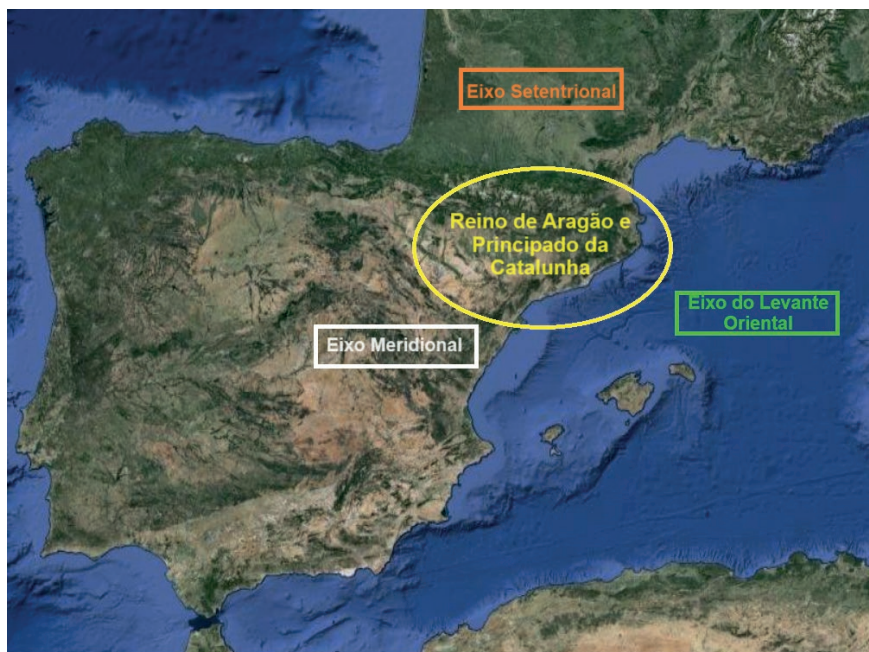 Eixo Setentrional
Reino de Aragão e
Principado da
Catalunha
Eixo do Levante
Oriental
Eixo Meridional